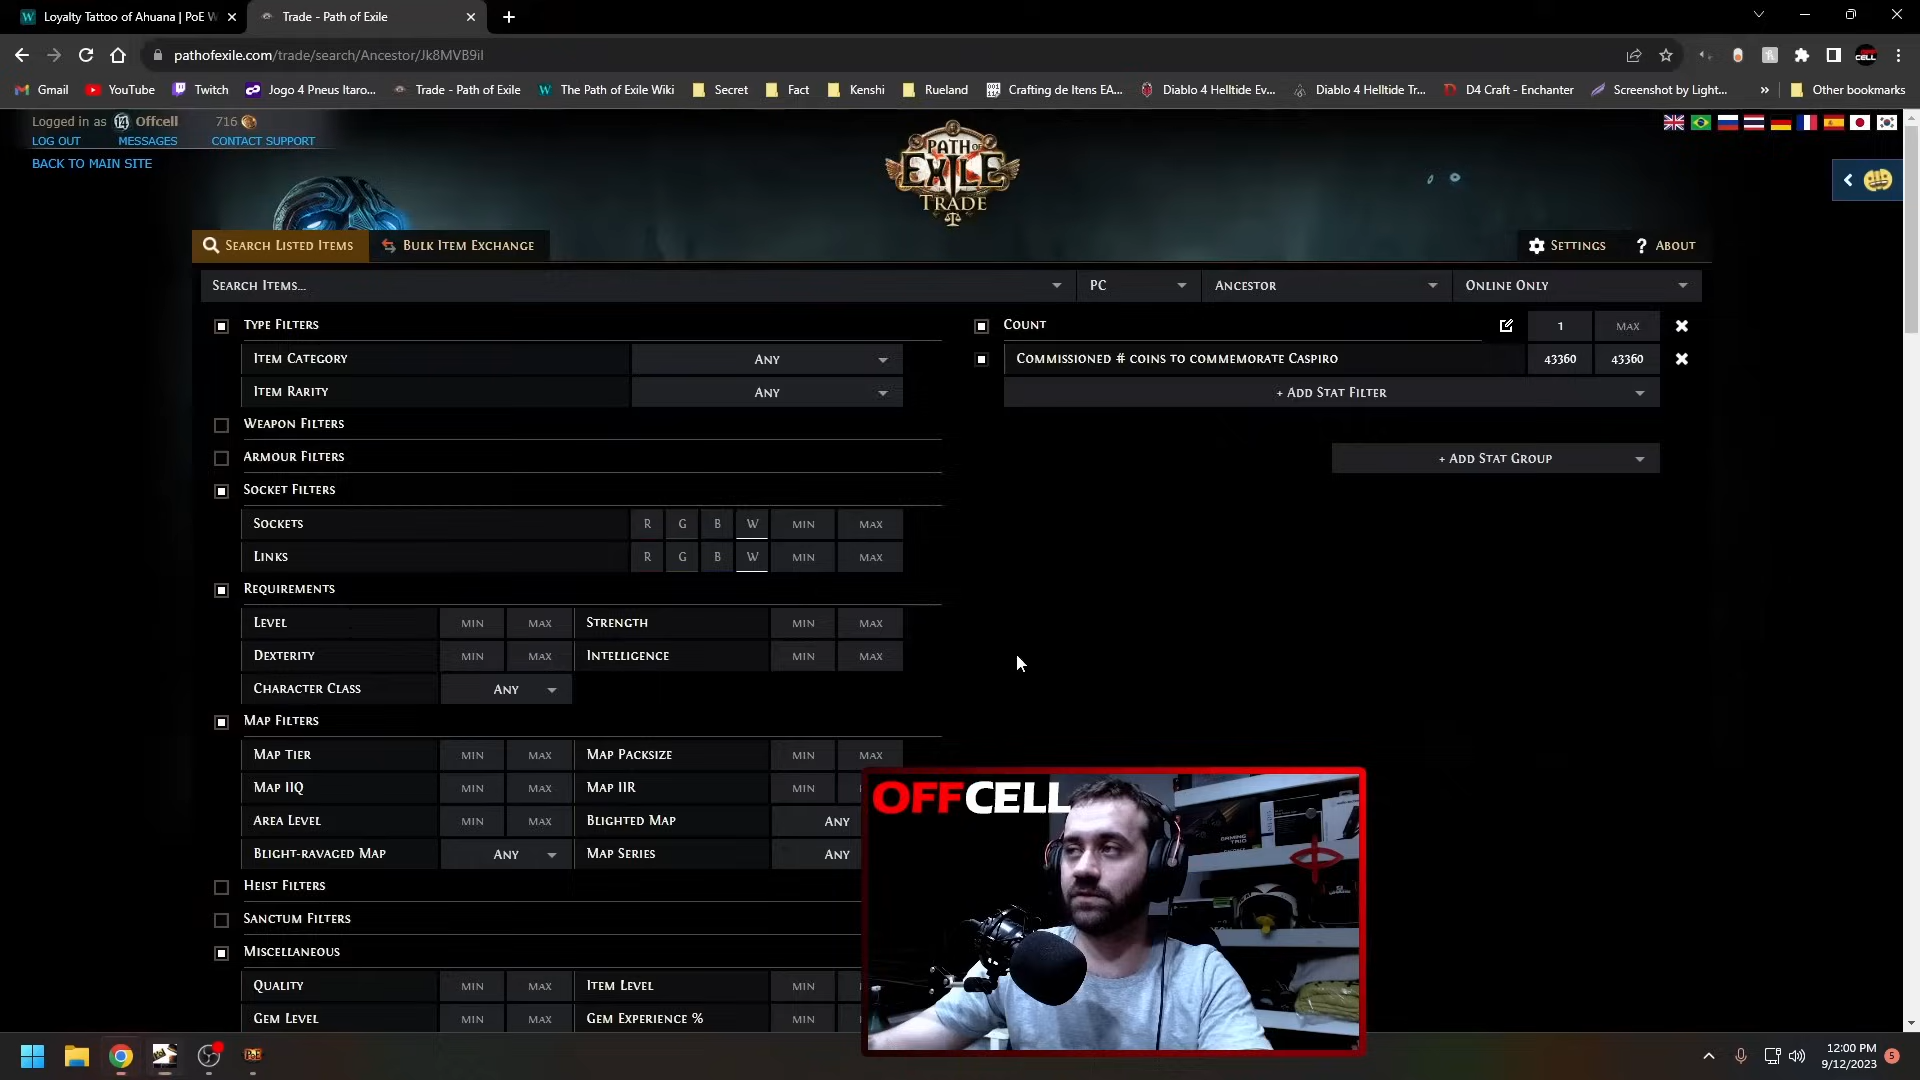 Loyalty Tattoo of Ahuana | PoE W
Trade - Path of Exile
pathofexile.com/trade/search/Ancestor/Jk8MVB9iI
Gmail YouTube Twitch Jogo 4 Pneus Itaro... Trade - Path of Exile The Path of Exile Wiki Secret Fact Kenshi Rueland Crafting de Itens EA... Diablo 4 Helltide Ev... Diablo 4 Helltide Tr... D4 Craft - Enchanter Screenshot by Light... » Other bookmarks
Logged in as Offcell 716
LOG OUT MESSAGES CONTACT SUPPORT
BACK TO MAIN SITE
PATH OF EXILE TRADE
SEARCH LISTED ITEMS BULK ITEM EXCHANGE SETTINGS ? ABOUT
SEARCH ITEMS... PC ANCESTOR ONLINE ONLY
TYPE FILTERS
ITEM CATEGORY ANY
ITEM RARITY ANY
WEAPON FILTERS
ARMOUR FILTERS
SOCKET FILTERS
SOCKETS R G B W MIN MAX
LINKS R G B W MIN MAX
REQUIREMENTS
LEVEL MIN MAX STRENGTH MIN MAX
DEXTERITY MIN MAX INTELLIGENCE MIN MAX
CHARACTER CLASS ANY
MAP FILTERS
MAP TIER MIN MAX MAP PACKSIZE MIN MAX
MAP IIQ MIN MAX MAP IIR MIN
AREA LEVEL MIN MAX BLIGHTED MAP ANY
BLIGHT-RAVAGED MAP ANY MAP SERIES ANY
HEIST FILTERS
SANCTUM FILTERS
MISCELLANEOUS
QUALITY MIN MAX ITEM LEVEL MIN
GEM LEVEL MIN MAX GEM EXPERIENCE % MIN
COUNT 1 MAX
COMMISSIONED # COINS TO COMMEMORATE CASPIRO 43360 43360
+ ADD STAT FILTER
+ ADD STAT GROUP
OFFCELL
12:00 PM
9/12/2023
5